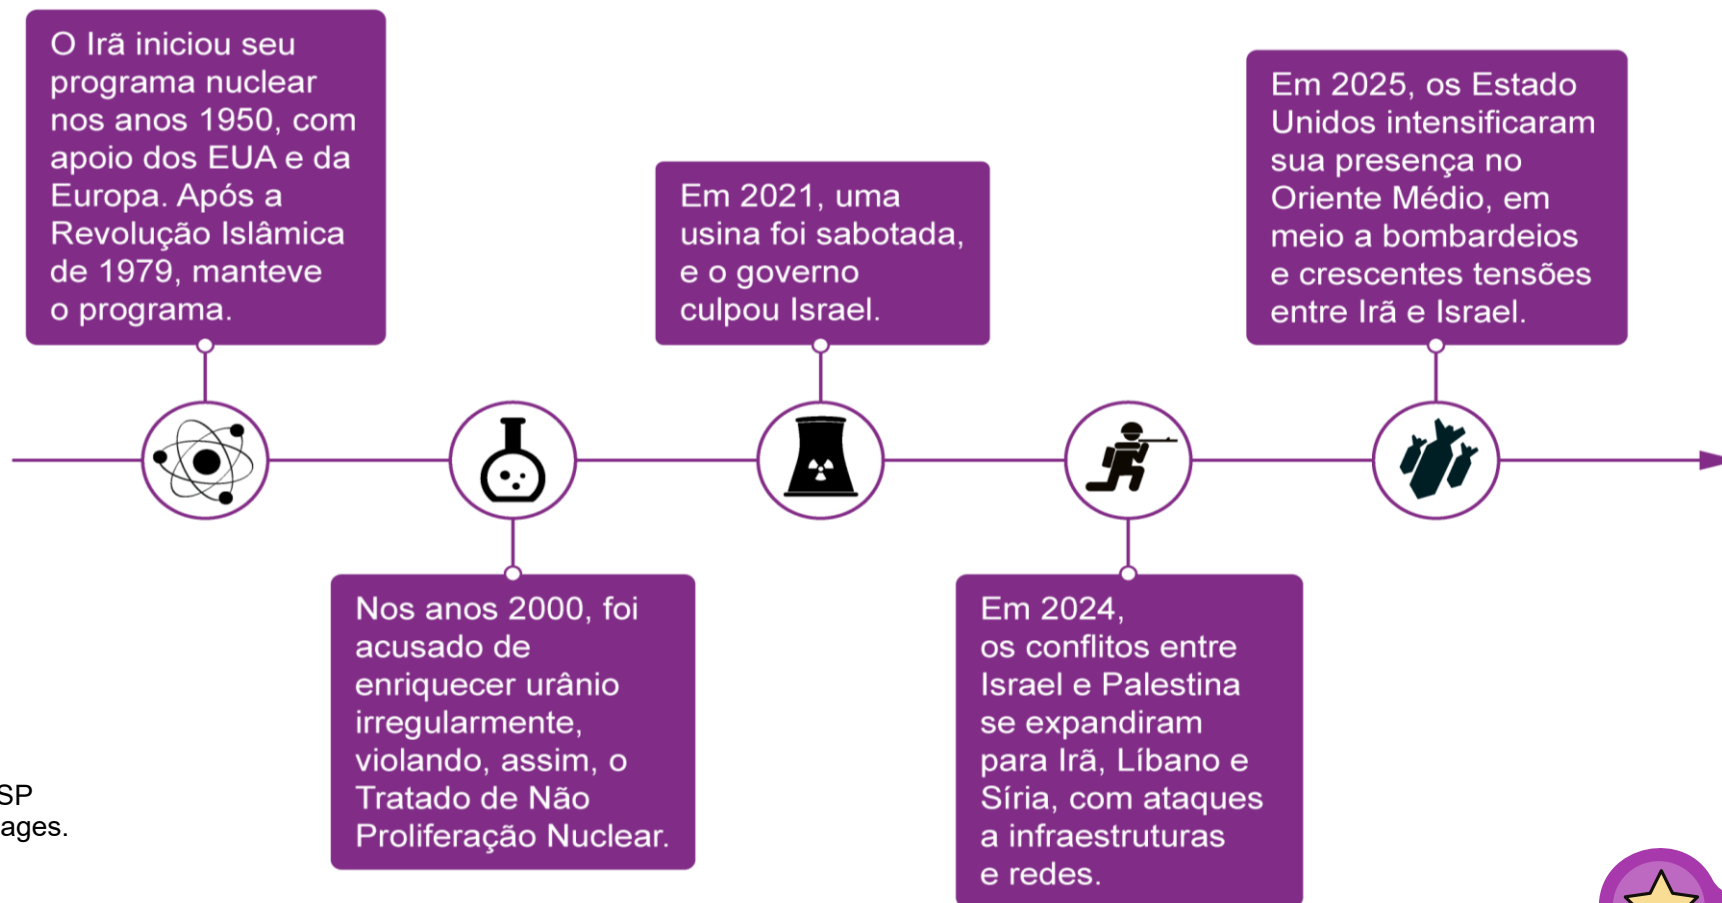 O Irã iniciou seu
programa nuclear
nos anos 1950, com
apoio dos EUA e da
Europa. Após a
Revolução Islâmica
de 1979, manteve
o programa.
Nos anos 2000, foi
acusado de
enriquecer urânio
irregularmente,
violando, assim, o
Tratado de Não
Proliferação Nuclear.
Em 2021, uma
usina foi sabotada,
e o governo
culpou Israel.
Em 2024,
os conflitos entre
Israel e Palestina
se expandiram
para Irã, Líbano e
Síria, com ataques
a infraestruturas
e redes.
Em 2025, os Estado
Unidos intensificaram
sua presença no
Oriente Médio, em
meio a bombardeios
e crescentes tensões
entre Irã e Israel.
SP
ages.